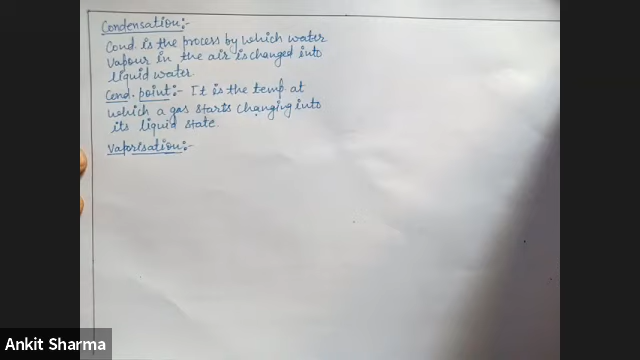 Condensation:-
Cond. is the process by which water
vapour in the air is changed into
liquid water.
Cond. point:- It is the temp at
which a gas starts changing into
its liquid state.
Vaporisation:-
Ankit Sharma